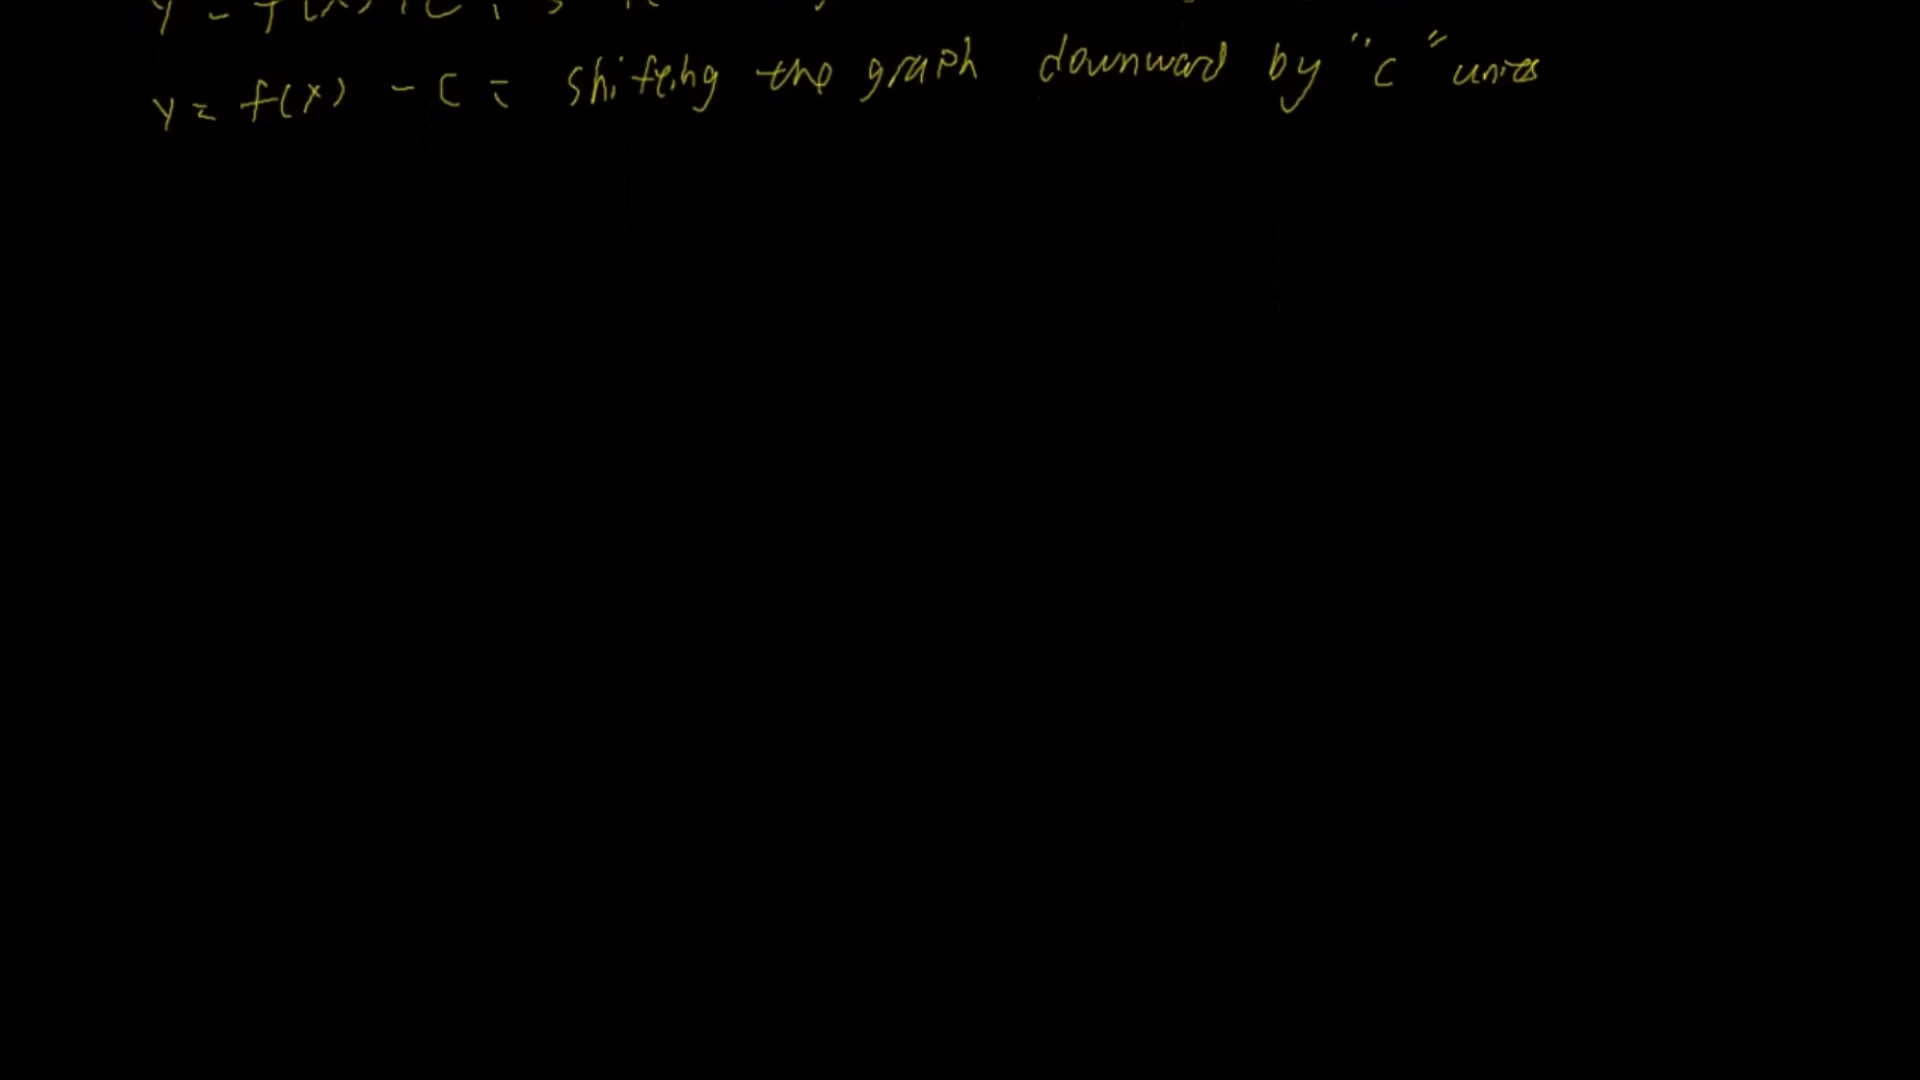 y = f(x) + C :
y = f(x) - C : shifting the graph downward by "c" units